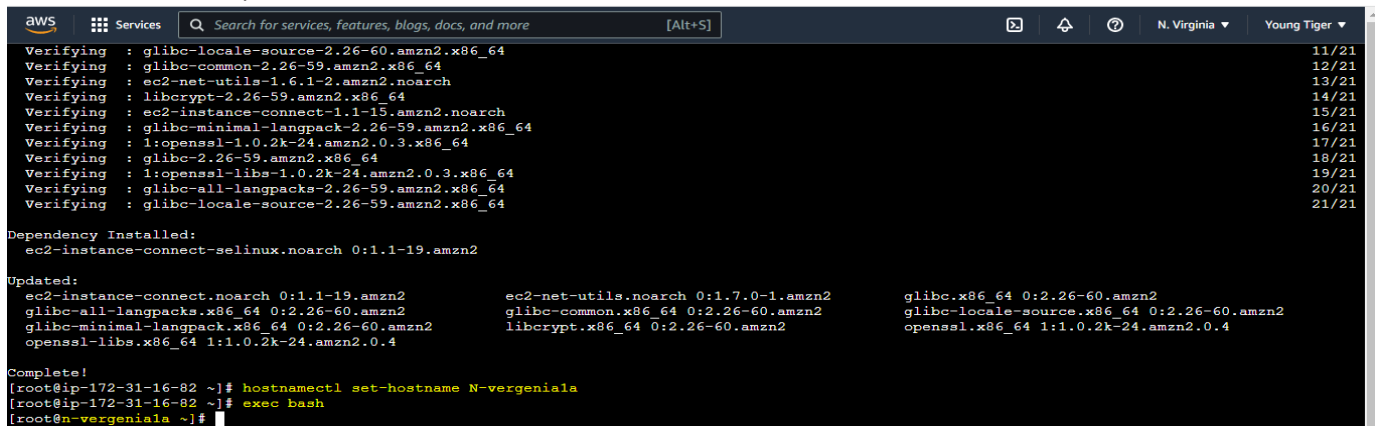 aws Services Search for services, features, blogs, docs, and more [Alt+S] N. Virginia ▼ Young Tiger ▼
Verifying : glibc-locale-source-2.26-60.amzn2.x86_64 11/21
Verifying : glibc-common-2.26-59.amzn2.x86_64 12/21
Verifying : ec2-net-utils-1.6.1-2.amzn2.noarch 13/21
Verifying : libcrypt-2.26-59.amzn2.x86_64 14/21
Verifying : ec2-instance-connect-1.1-15.amzn2.noarch 15/21
Verifying : glibc-minimal-langpack-2.26-59.amzn2.x86_64 16/21
Verifying : 1:openssl-1.0.2k-24.amzn2.0.3.x86_64 17/21
Verifying : glibc-2.26-59.amzn2.x86_64 18/21
Verifying : 1:openssl-libs-1.0.2k-24.amzn2.0.3.x86_64 19/21
Verifying : glibc-all-langpacks-2.26-59.amzn2.x86_64 20/21
Verifying : glibc-locale-source-2.26-59.amzn2.x86_64 21/21
Dependency Installed:
ec2-instance-connect-selinux.noarch 0:1.1-19.amzn2
Updated:
ec2-instance-connect.noarch 0:1.1-19.amzn2 ec2-net-utils.noarch 0:1.7.0-1.amzn2 glibc.x86_64 0:2.26-60.amzn2
glibc-all-langpacks.x86_64 0:2.26-60.amzn2 glibc-common.x86_64 0:2.26-60.amzn2 glibc-locale-source.x86_64 0:2.26-60.amzn2
glibc-minimal-langpack.x86_64 0:2.26-60.amzn2 libcrypt.x86_64 0:2.26-60.amzn2 openssl.x86_64 1:1.0.2k-24.amzn2.0.4
openssl-libs.x86_64 1:1.0.2k-24.amzn2.0.4
Complete!
[root@ip-172-31-16-82 ~]# hostnamectl set-hostname N-vergenia1a
[root@ip-172-31-16-82 ~]# exec bash
[root@n-vergenia1a ~]#